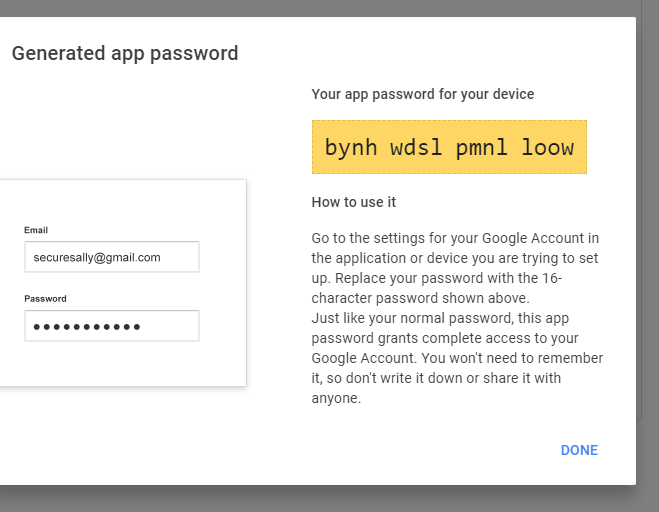 Generated app password
Your app password for your device
bynh wdsl pmnl loow
How to use it
Email
securesally@gmail.com
Password
Go to the settings for your Google Account in
the application or device you are trying to set
up. Replace your password with the 16-
character password shown above.
Just like your normal password, this app
password grants complete access to your
Google Account. You won't need to remember
it, so don't write it down or share it with
anyone.
DONE